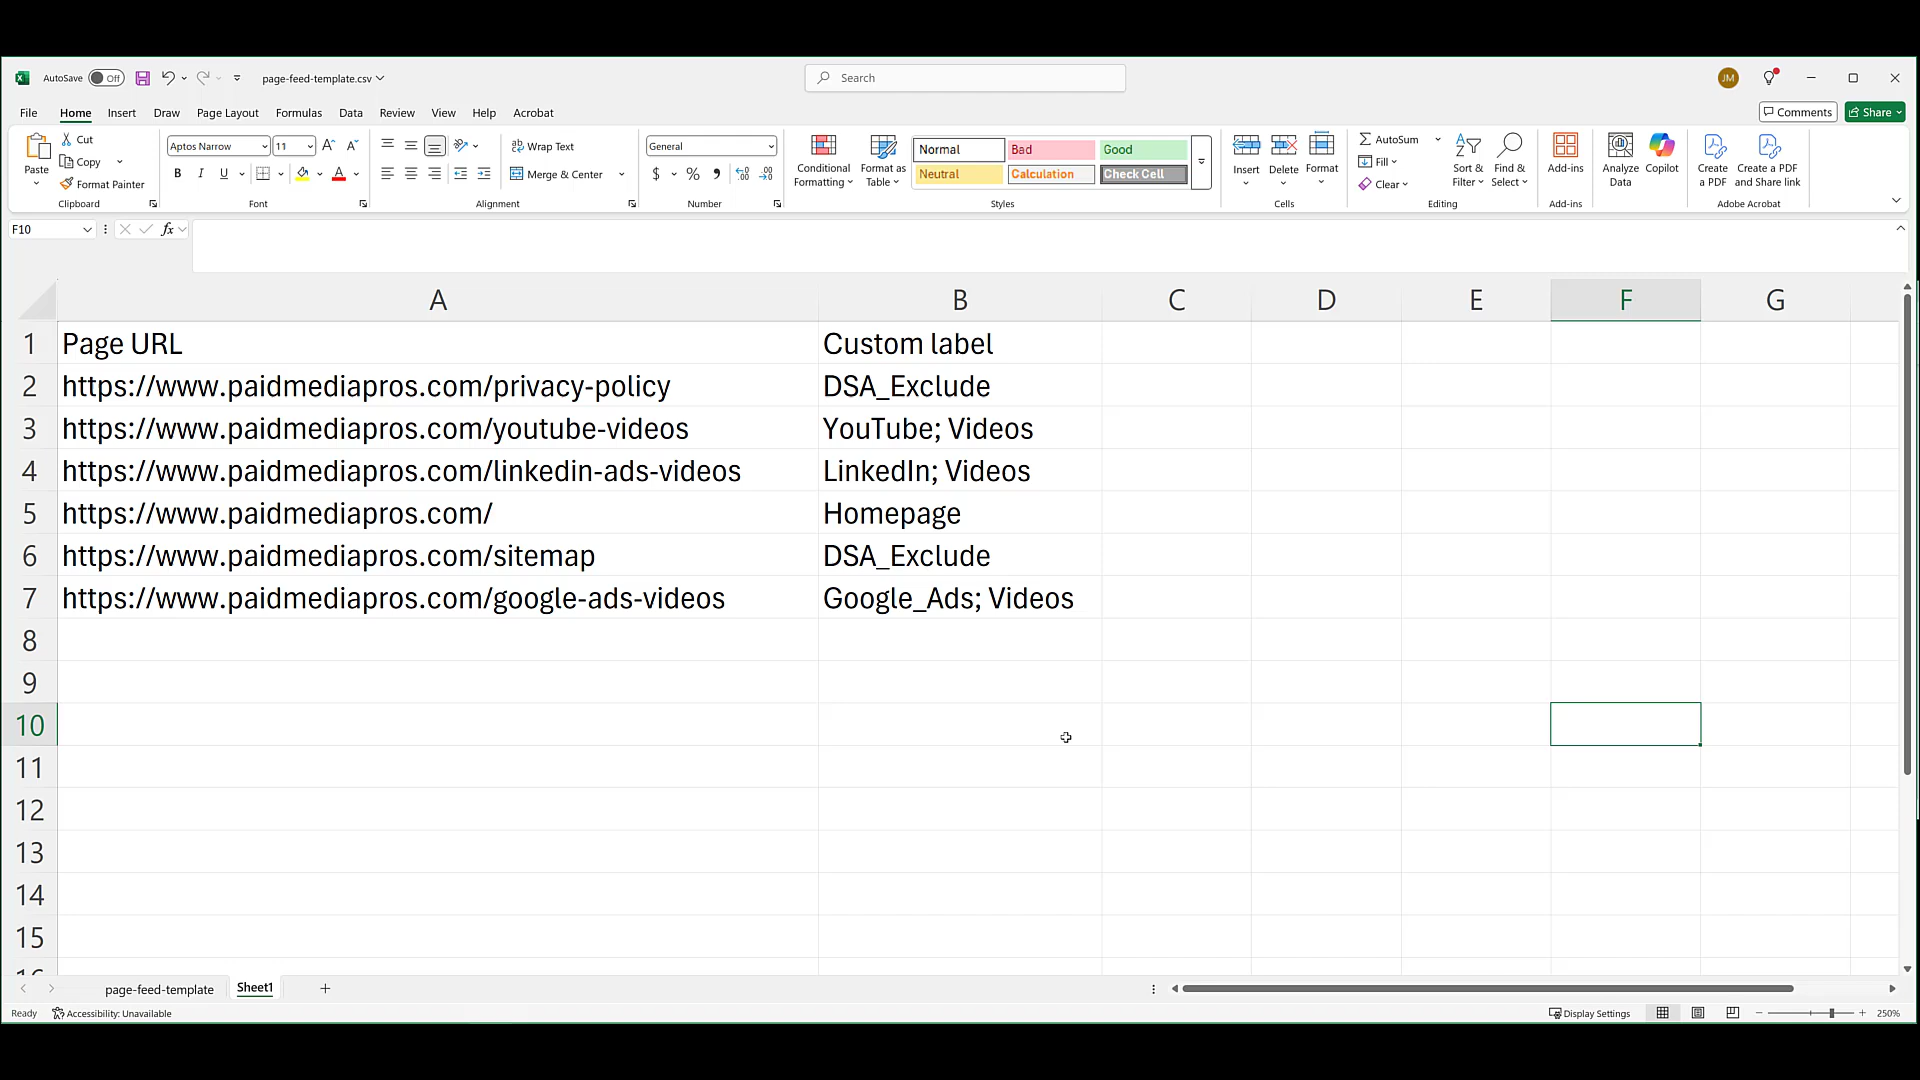 AutoSave Off page-feed-template.csv Search JM
File Home Insert Draw Page Layout Formulas Data Review View Help Acrobat Comments Share
Paste Cut Copy Format Painter Clipboard
Aptos Narrow 11 B I U Font
Wrap Text Merge & Center Alignment
General $ % Number
Conditional Formatting Format as Table Normal Bad Good Neutral Calculation Check Cell Styles
Insert Delete Format Cells
AutoSum Fill Clear Sort & Filter Find & Select Editing
Add-ins Add-ins
Analyze Data Copilot
Create a PDF Create a PDF and Share link Adobe Acrobat
F10 fx
A B C D E F G
1 Page URL Custom label
2 https://www.paidmediapros.com/privacy-policy DSA_Exclude
3 https://www.paidmediapros.com/youtube-videos YouTube; Videos
4 https://www.paidmediapros.com/linkedin-ads-videos LinkedIn; Videos
5 https://www.paidmediapros.com/ Homepage
6 https://www.paidmediapros.com/sitemap DSA_Exclude
7 https://www.paidmediapros.com/google-ads-videos Google_Ads; Videos
8
9
10
11
12
13
14
15
16
page-feed-template Sheet1
Ready Accessibility: Unavailable Display Settings 250%